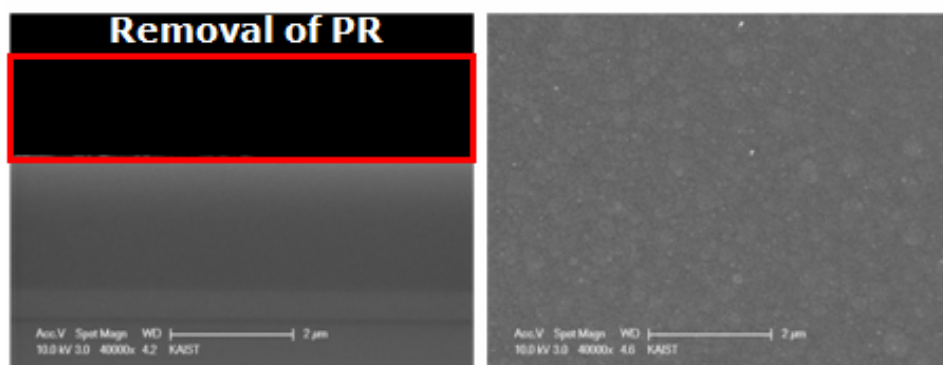 Removal of PR
Acc.V Spot Magn WD 2 μm
10.0 kV 3.0 40000x 4.2 KAIST
Acc.V Spot Magn WD 2 μm
10.0 kV 3.0 40000x 4.6 KAIST